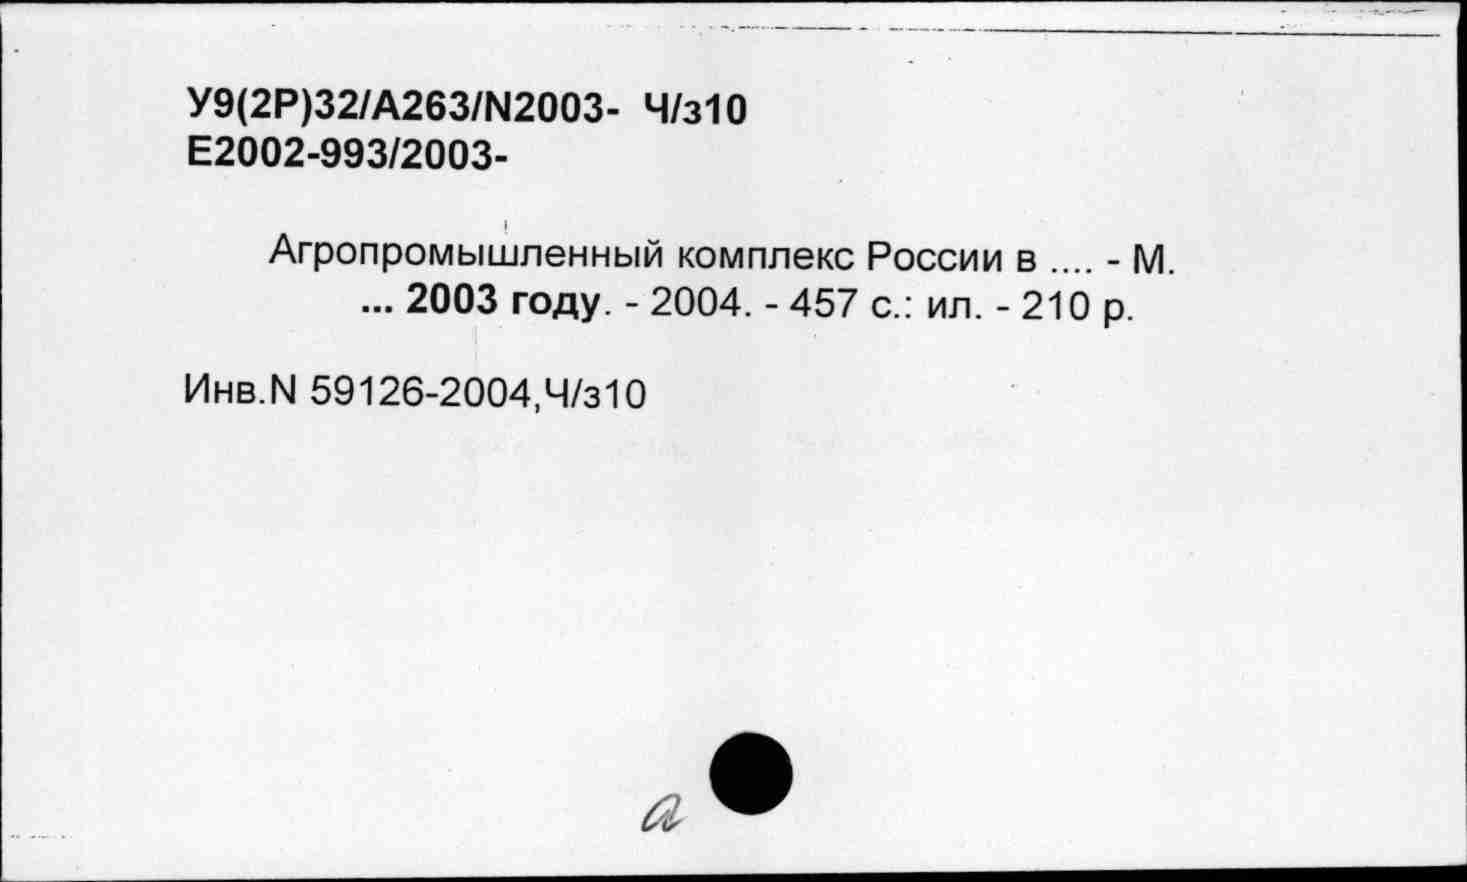 У9(2Р)32/А263/N2003- Ч/з10
Е2002-993/2003-
Агропромышленный комплекс России в .... - М.
... 2003 году. - 2004. - 457 с.: ил. - 210 р.
Инв.N 59126-2004,Ч/з10
а